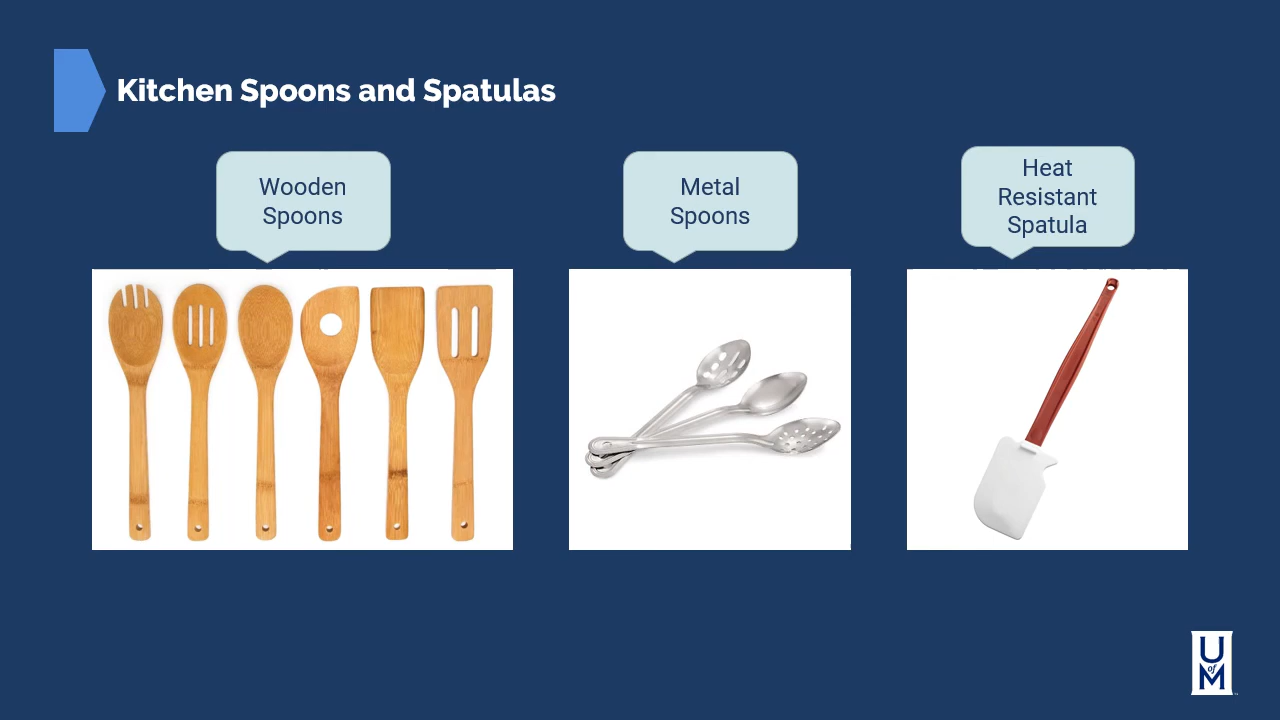 Kitchen Spoons and Spatulas
Wooden
Spoons
Metal
Spoons
Heat
Resistant
Spatula
U
of
M